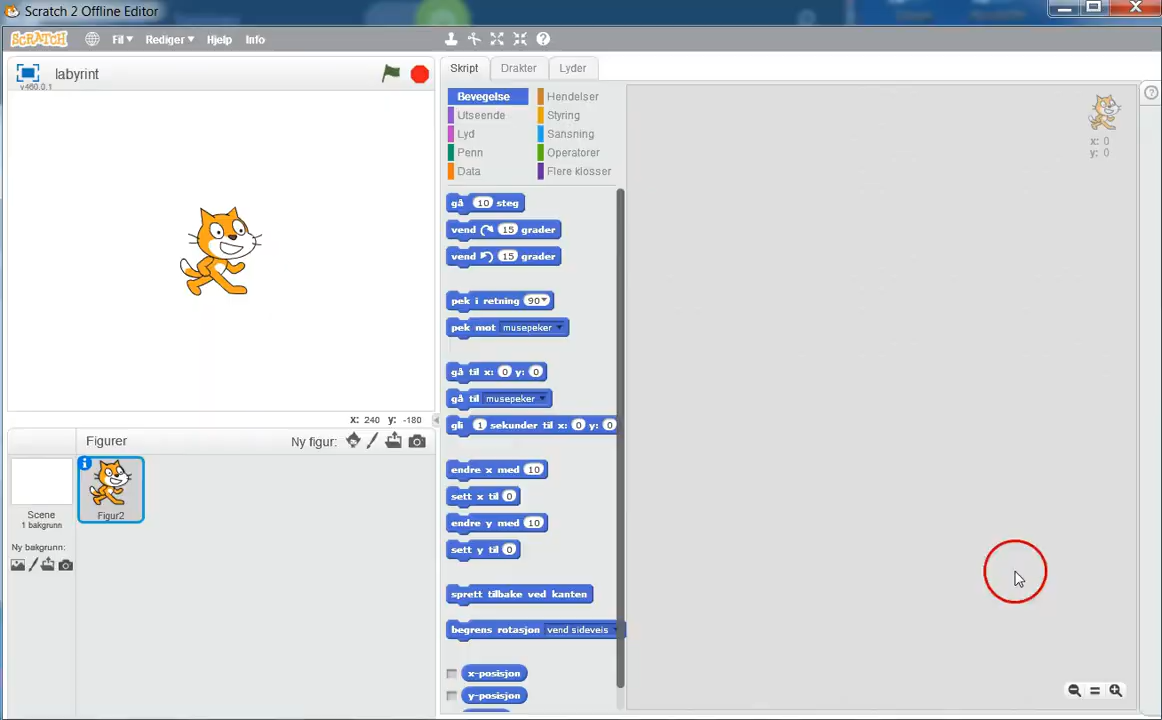 Scratch 2 Offline Editor
SCRATCH Fil Rediger Hjelp Info
labyrint
v460.0.1
Skript Drakter Lyder
Bevegelse Hendelser
Utseende Styring
Lyd Sansning
Penn Operatorer
Data Flere klosser
x: 0
y: 0
gå 10 steg
vend 15 grader
vend 15 grader
pek i retning 90
pek mot musepeker
gå til x: 0 y: 0
gå til musepeker
gli 1 sekunder til x: 0 y: 0
endre x med 10
sett x til 0
endre y med 10
sett y til 0
sprett tilbake ved kanten
begrens rotasjon vend sideveis
x-posisjon
y-posisjon
x: 240 y: -180
Figurer Ny figur:
Scene
1 bakgrunn
Figur2
Ny bakgrunn: